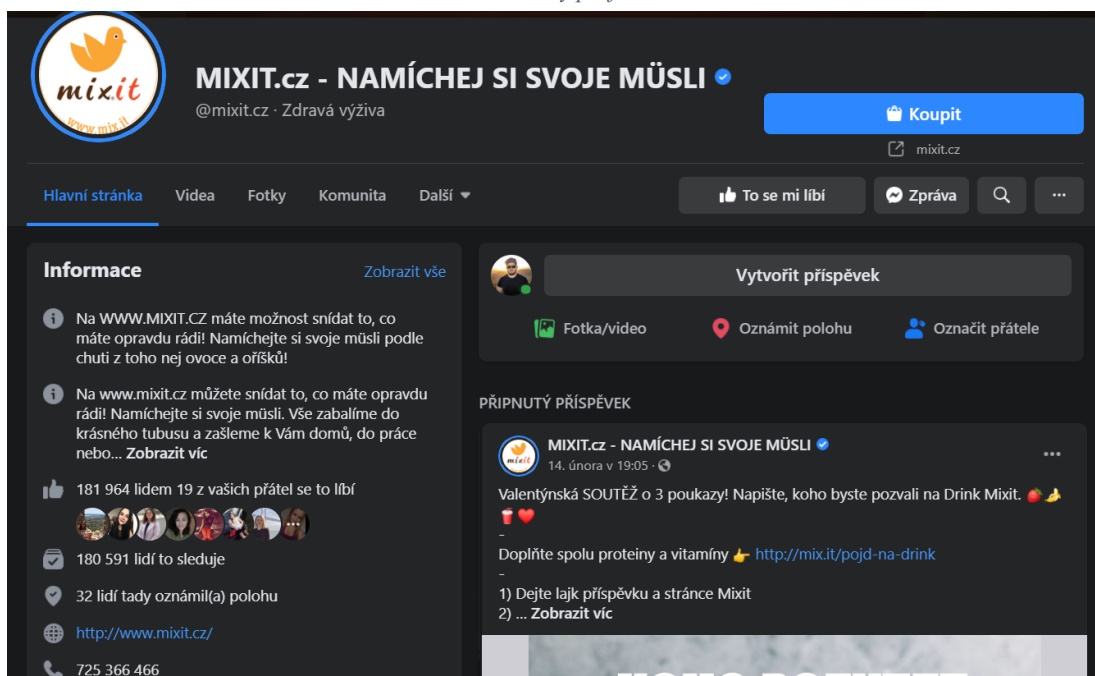 mixit
www.mix.it
MIXIT.cz - NAMÍCHEJ SI SVOJE MÜSLI
@mixit.cz · Zdravá výživa
Koupit
mixit.cz
Hlavní stránka
Videa
Fotky
Komunita
Další
To se mi líbí
Zpráva
Informace
Zobrazit vše
Na WWW.MIXIT.CZ máte možnost snídat to, co
máte opravdu rádi! Namíchejte si svoje müsli podle
chuti z toho nej ovoce a oříšků!
Na www.mixit.cz můžete snídat to, co máte opravdu
rádi! Namíchejte si svoje müsli. Vše zabalíme do
krásného tubusu a zašleme k Vám domů, do práce
nebo... Zobrazit víc
181 964 lidem 19 z vašich přátel se to líbí
180 591 lidí to sleduje
32 lidí tady oznámil(a) polohu
http://www.mixit.cz/
725 366 466
Vytvořit příspěvek
Fotka/video
Oznámit polohu
Označit přátele
PŘIPNUTÝ PŘÍSPĚVEK
mixit
MIXIT.cz - NAMÍCHEJ SI SVOJE MÜSLI
14. února v 19:05 ·
Valentýnská SOUTĚŽ o 3 poukazy! Napište, koho byste pozvali na Drink Mixit. 🍓🍌
🥤❤️
-
Doplňte spolu proteiny a vitamíny 👉 http://mix.it/pojd-na-drink
-
1) Dejte lajk příspěvku a stránce Mixit
2) ... Zobrazit víc